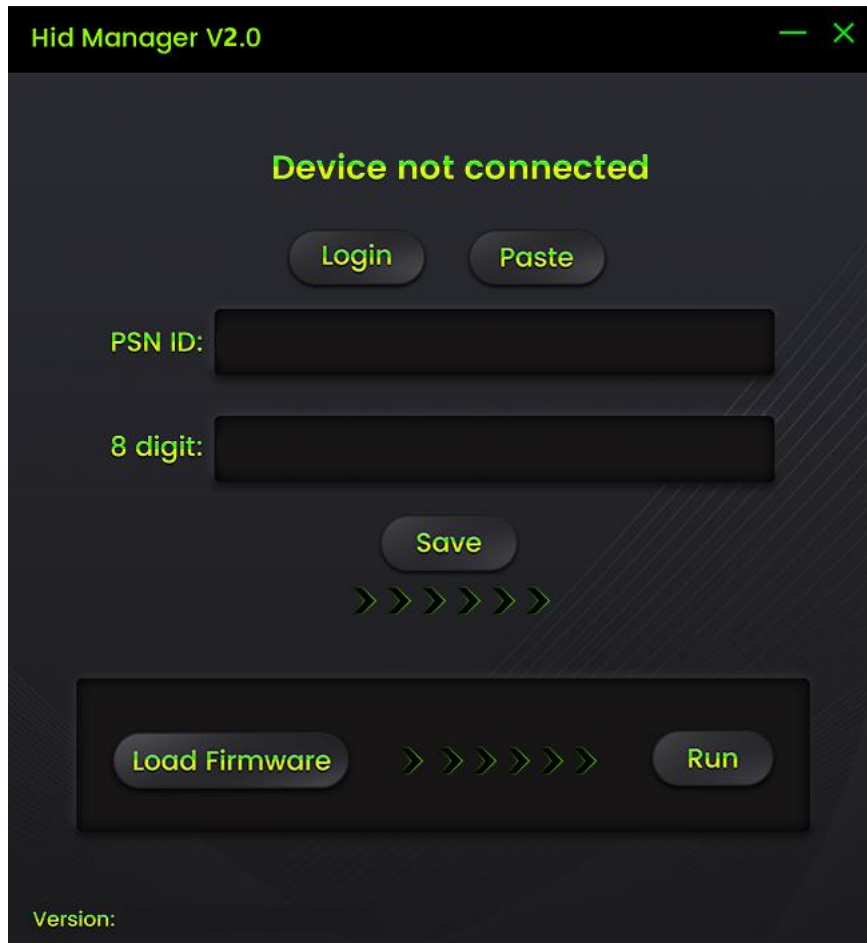 Hid Manager V2.0
Device not connected
Login Paste
PSN ID:
8 digit:
Save
Load Firmware Run
Version: